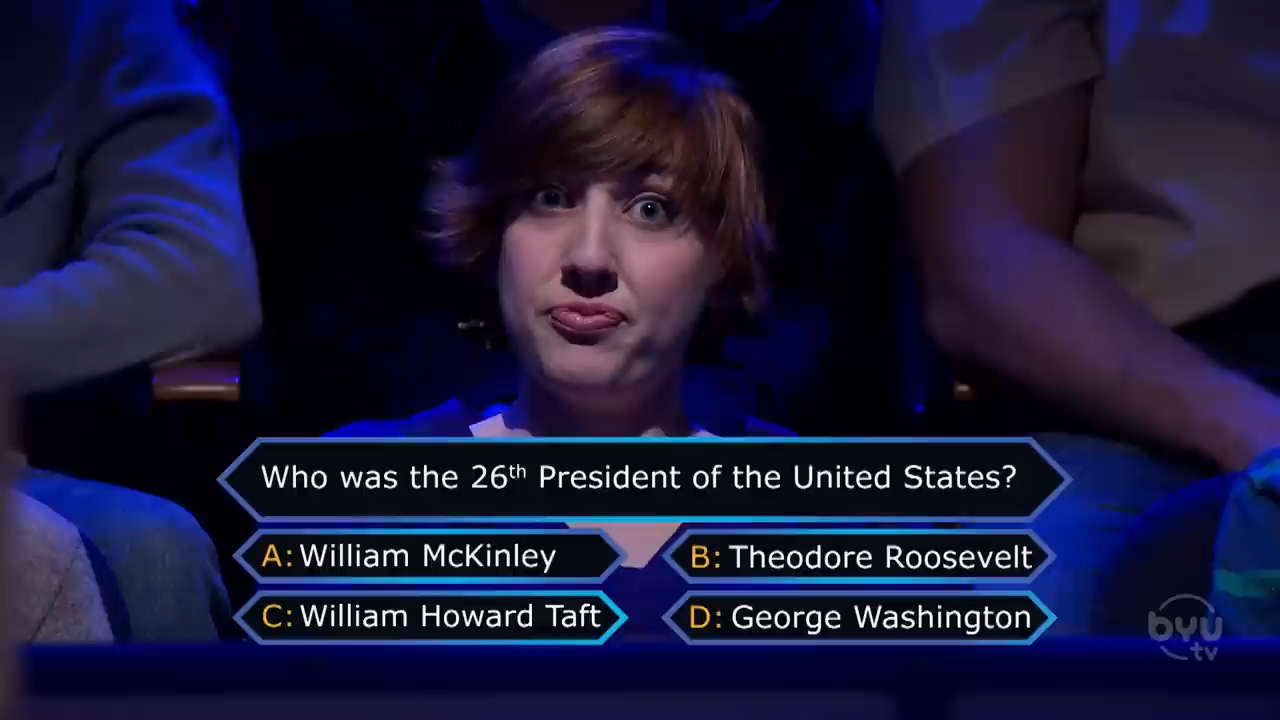 Who was the 26th President of the United States?
A: William McKinley
B: Theodore Roosevelt
C: William Howard Taft
D: George Washington
byu
tv